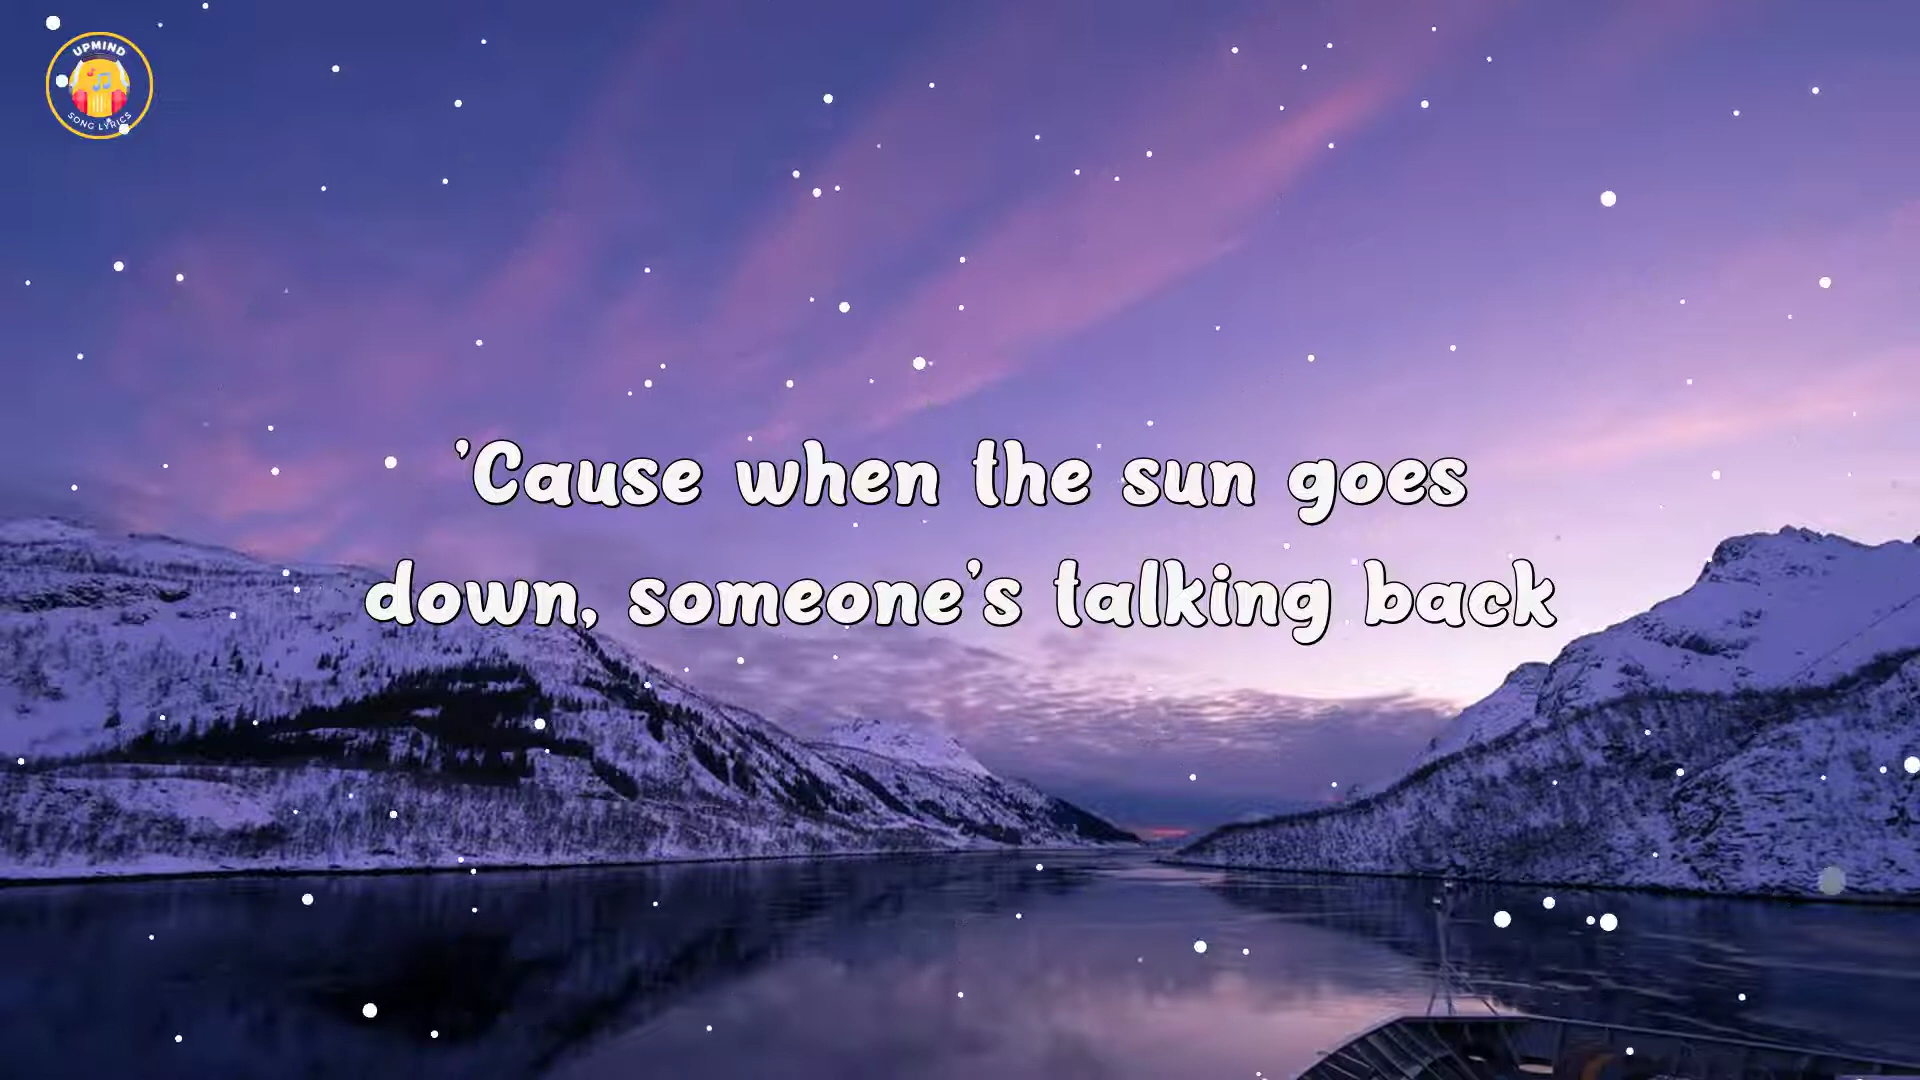 UPMIND
SONG LYRICS
'Cause when the sun goes
down, someone's talking back